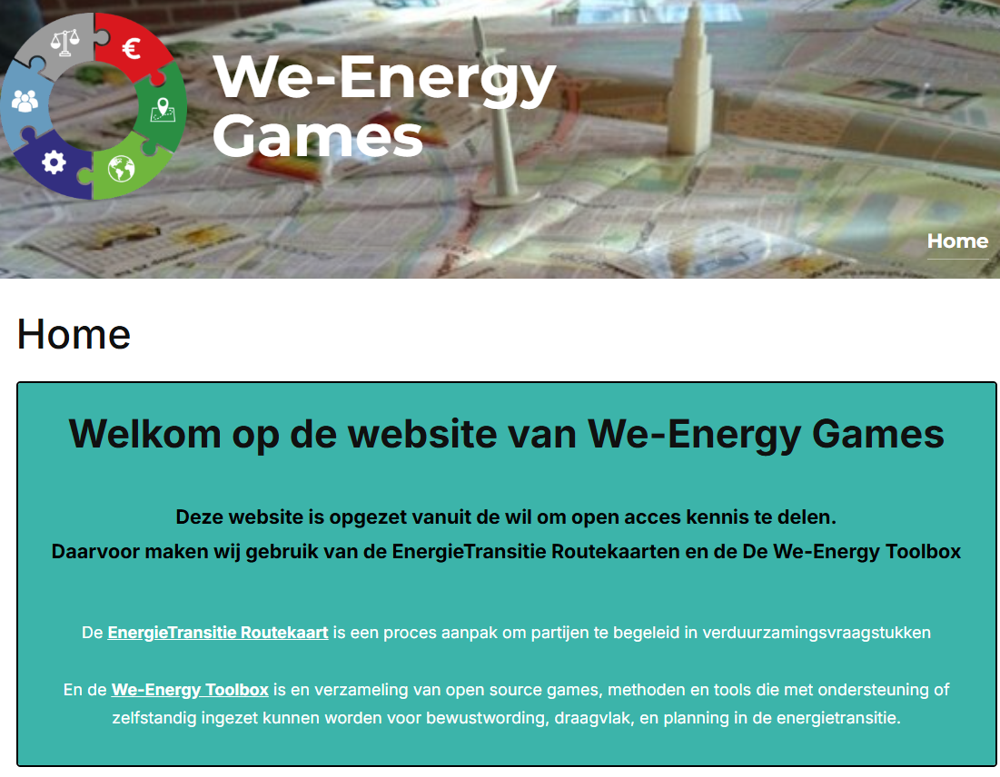 We-Energy
Games
Home
Home
Welkom op de website van We-Energy Games
Deze website is opgezet vanuit de wil om open acces kennis te delen.
Daarvoor maken wij gebruik van de EnergieTransitie Routekaarten en de De We-Energy Toolbox
De EnergieTransitie Routekaart is een proces aanpak om partijen te begeleid in verduurzamingsvraagstukken
En de We-Energy Toolbox is en verzameling van open source games, methoden en tools die met ondersteuning of
zelfstandig ingezet kunnen worden voor bewustwording, draagvlak, en planning in de energietransitie.